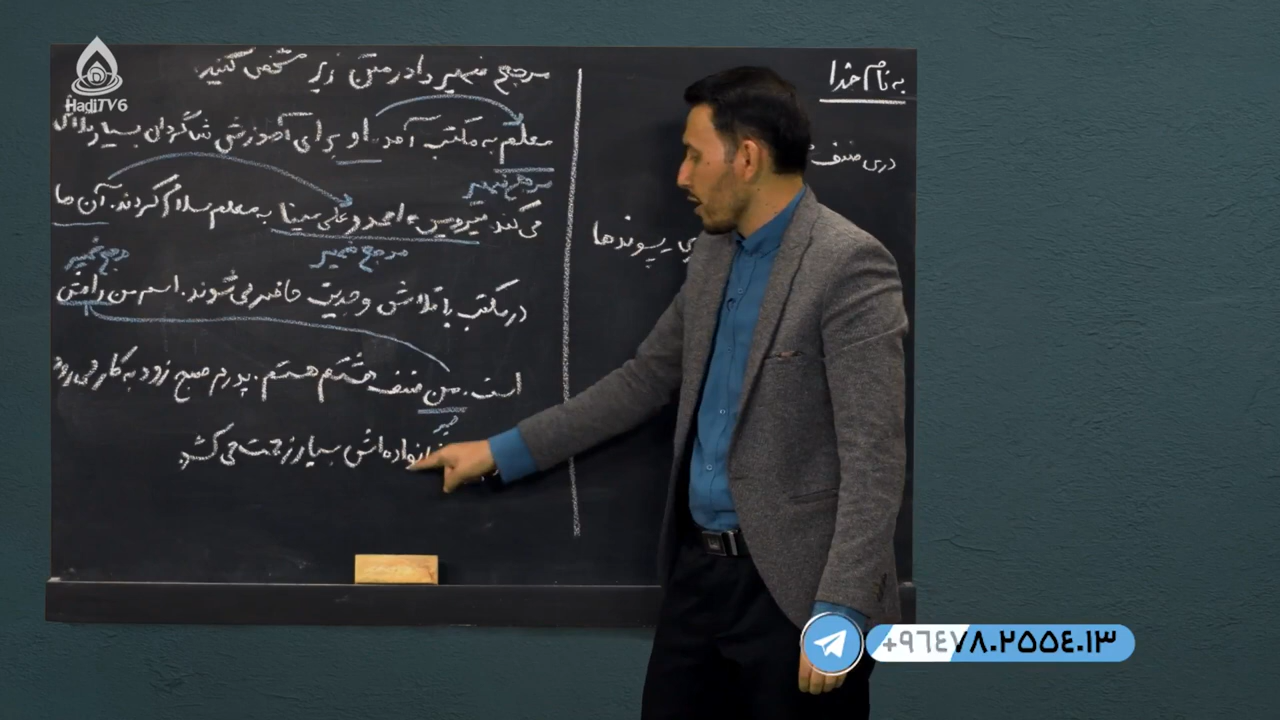 به نام خدا
درس صنف
پسوندها
مرجع ضمیر را در متن زیر مشخص کنید.
معلم به مکتب آمد. او برای آموزش شاگردان بسیار تلاش
مرجع ضمیر
می‌کند. میرویس، احمد و علی سینا به معلم سلام کردند. آن ها
مرجع ضمیر
مرجع ضمیر
در مکتب با تلاش و جدیت حاضر می‌شوند. اسم من رامش
است. من صنف هشتم هستم. پدرم صبح زود به کار می‌رود
ضمیر
خانواده‌اش بسیار زحمت می‌کشد.
HadiTV6
+۹٦٤۷۸۰۲۵۵٤۰۱۳